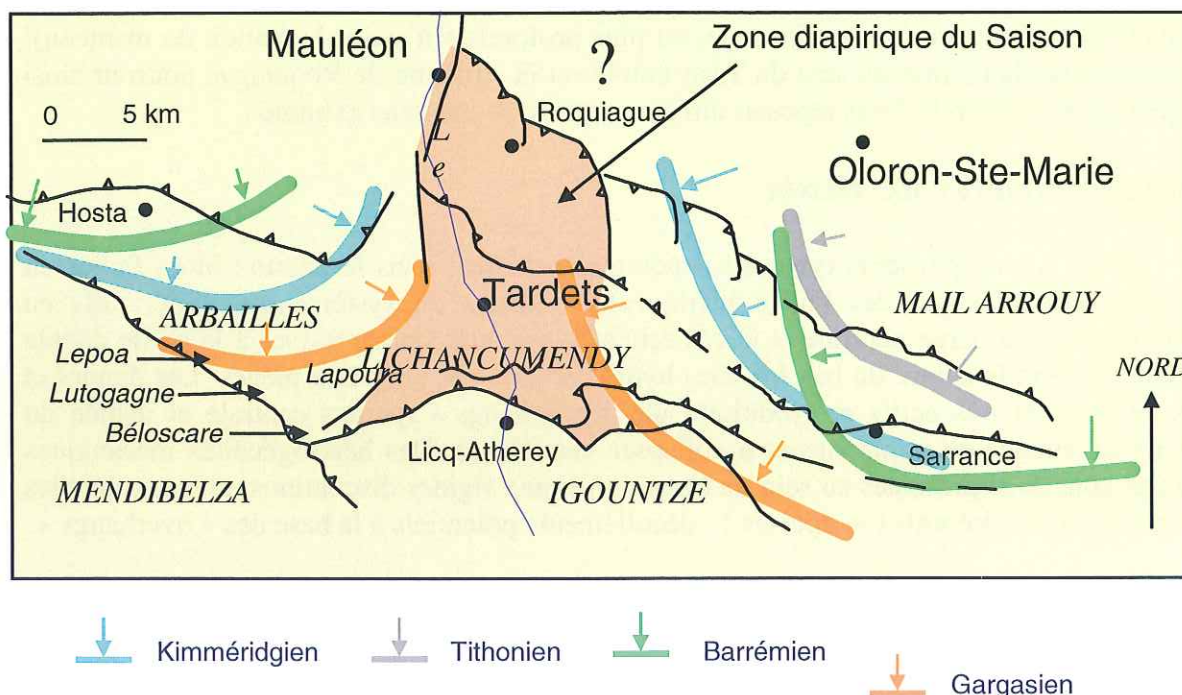 Mauléon
Zone diapirique du Saison
?
0 5 km
Roquiague
Le
Oloron-Ste-Marie
Hosta
Tardets
MAIL ARROUY
ARBAILLES
LICHANCUMENDY
Lepoa
Lapoura
NORD
Lutogagne
Béloscare
Licq-Atherey
Sarrance
MENDIBELZA
IGOUNTZE
Kimméridgien
Tithonien
Barrémien
Gargasien